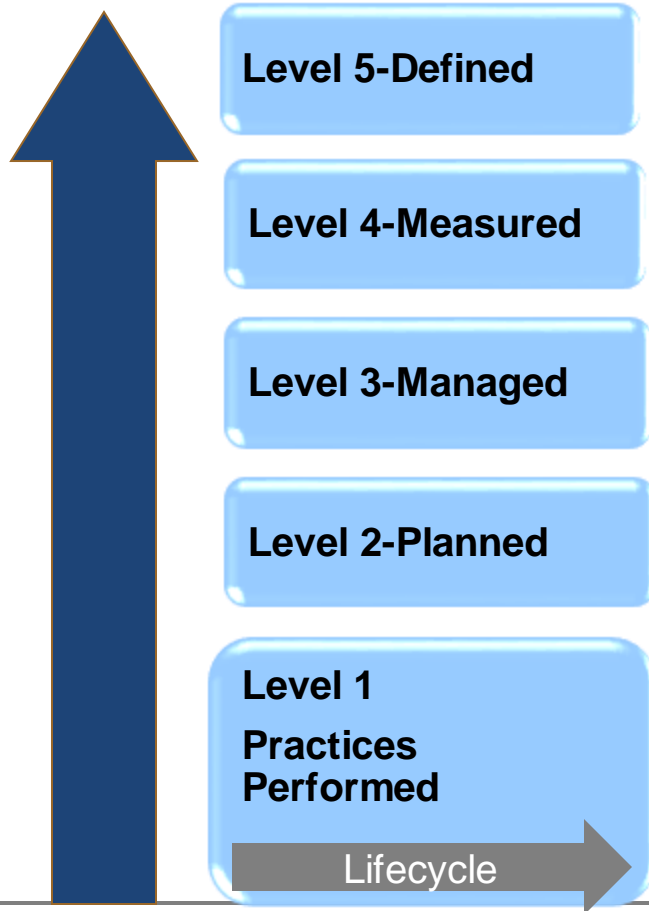 Level 5-Defined
Level 4-Measured
Level 3-Managed
Level 2-Planned
Level 1
Practices
Performed
Lifecycle